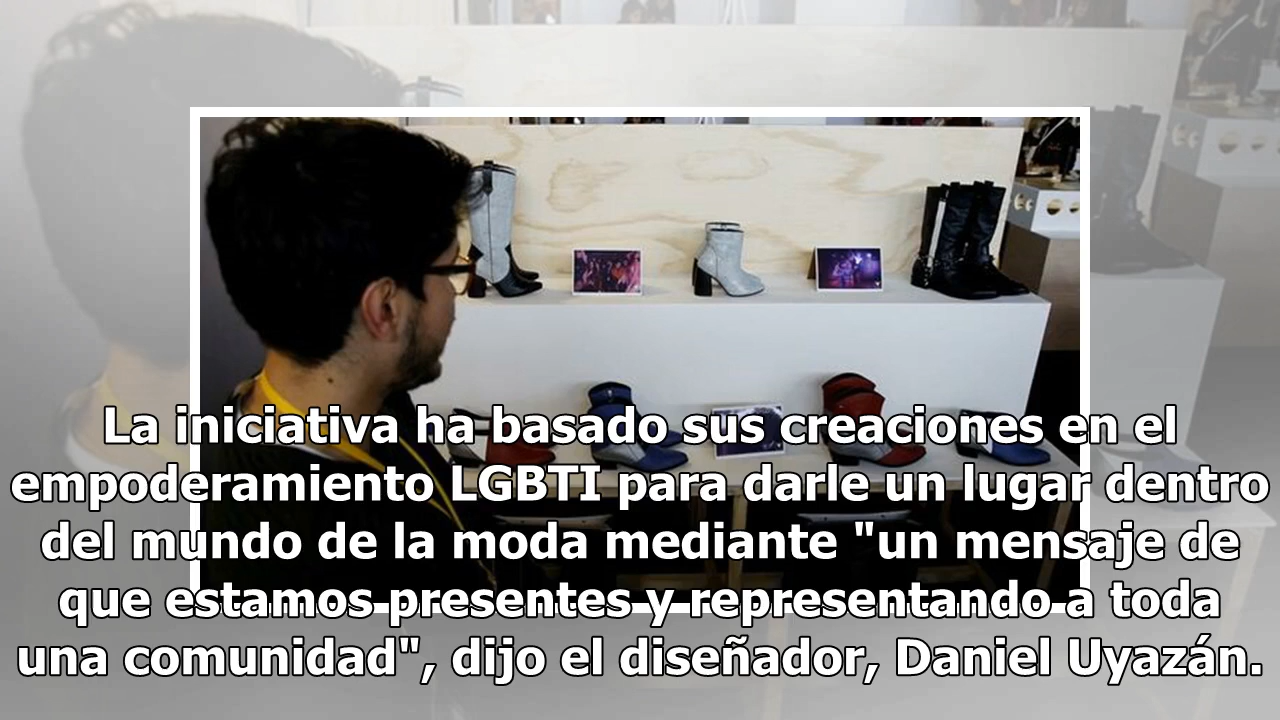 La iniciativa ha basado sus creaciones en el
empoderamiento LGBTI para darle un lugar dentro
del mundo de la moda mediante "un mensaje de
que estamos presentes y representando a toda
una comunidad", dijo el diseñador, Daniel Uyazán.